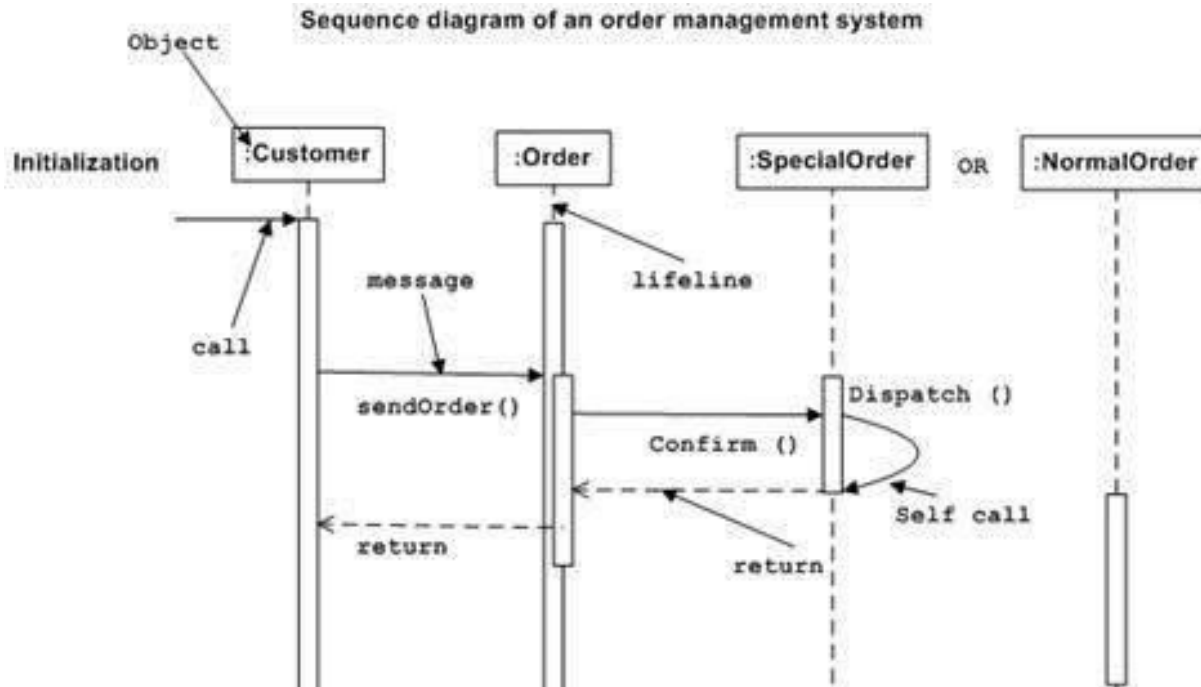 Sequence diagram of an order management system
Object
Initialization
:Customer
:Order
:SpecialOrder
OR
:NormalOrder
message
lifeline
call
sendOrder()
Dispatch ()
Confirm ()
Self call
return
return